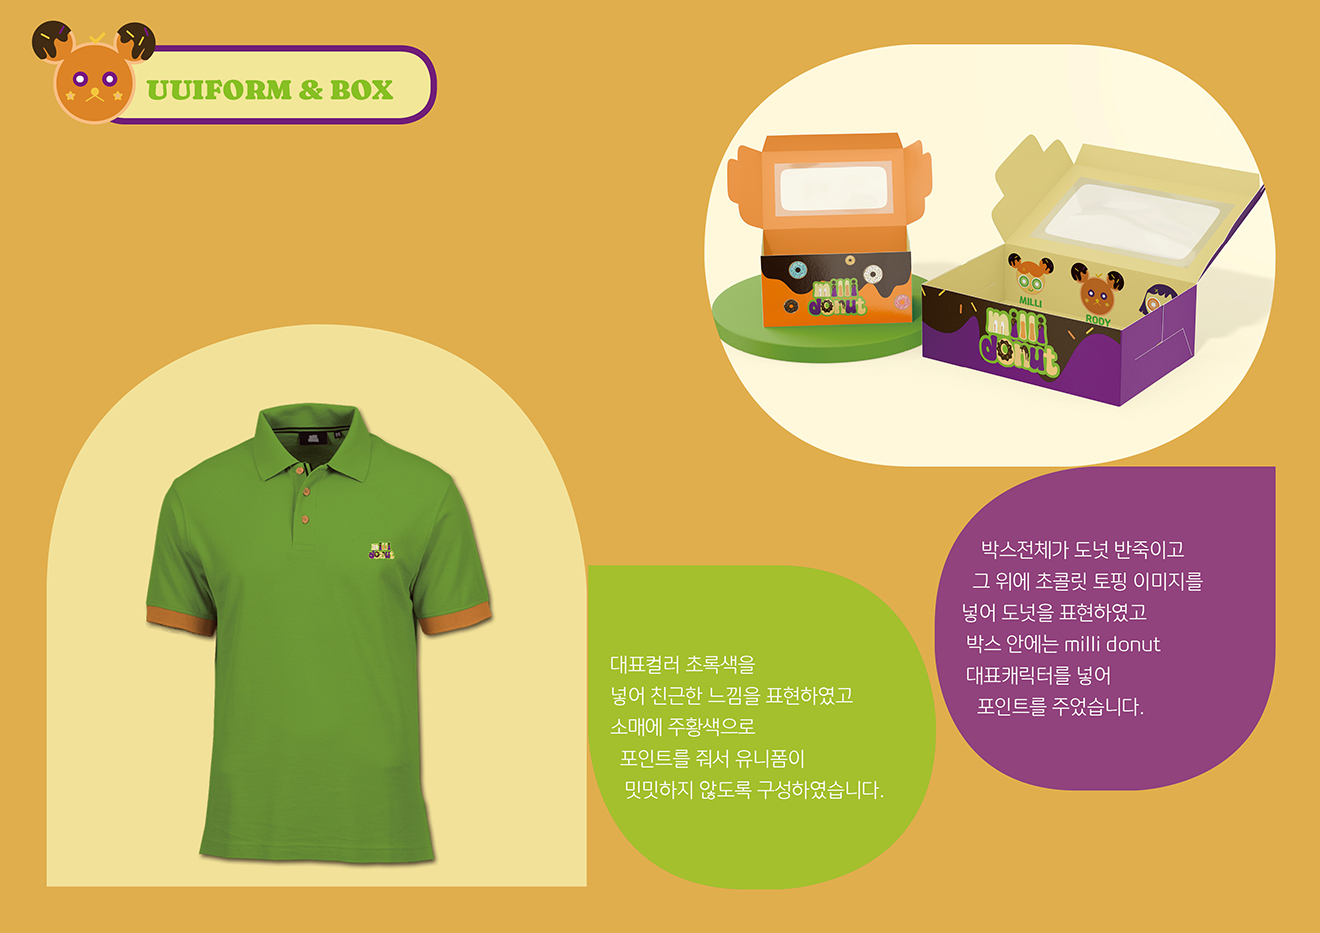 UUIFORM & BOX
milli
donut
milli
donut
MILLI
RODY
milli
donut
박스전체가 도넛 반죽이고
그 위에 초콜릿 토핑 이미지를
넣어 도넛을 표현하였고
박스 안에는 milli donut
대표캐릭터를 넣어
포인트를 주었습니다.
대표컬러 초록색을
넣어 친근한 느낌을 표현하였고
소매에 주황색으로
포인트를 줘서 유니폼이
밋밋하지 않도록 구성하였습니다.